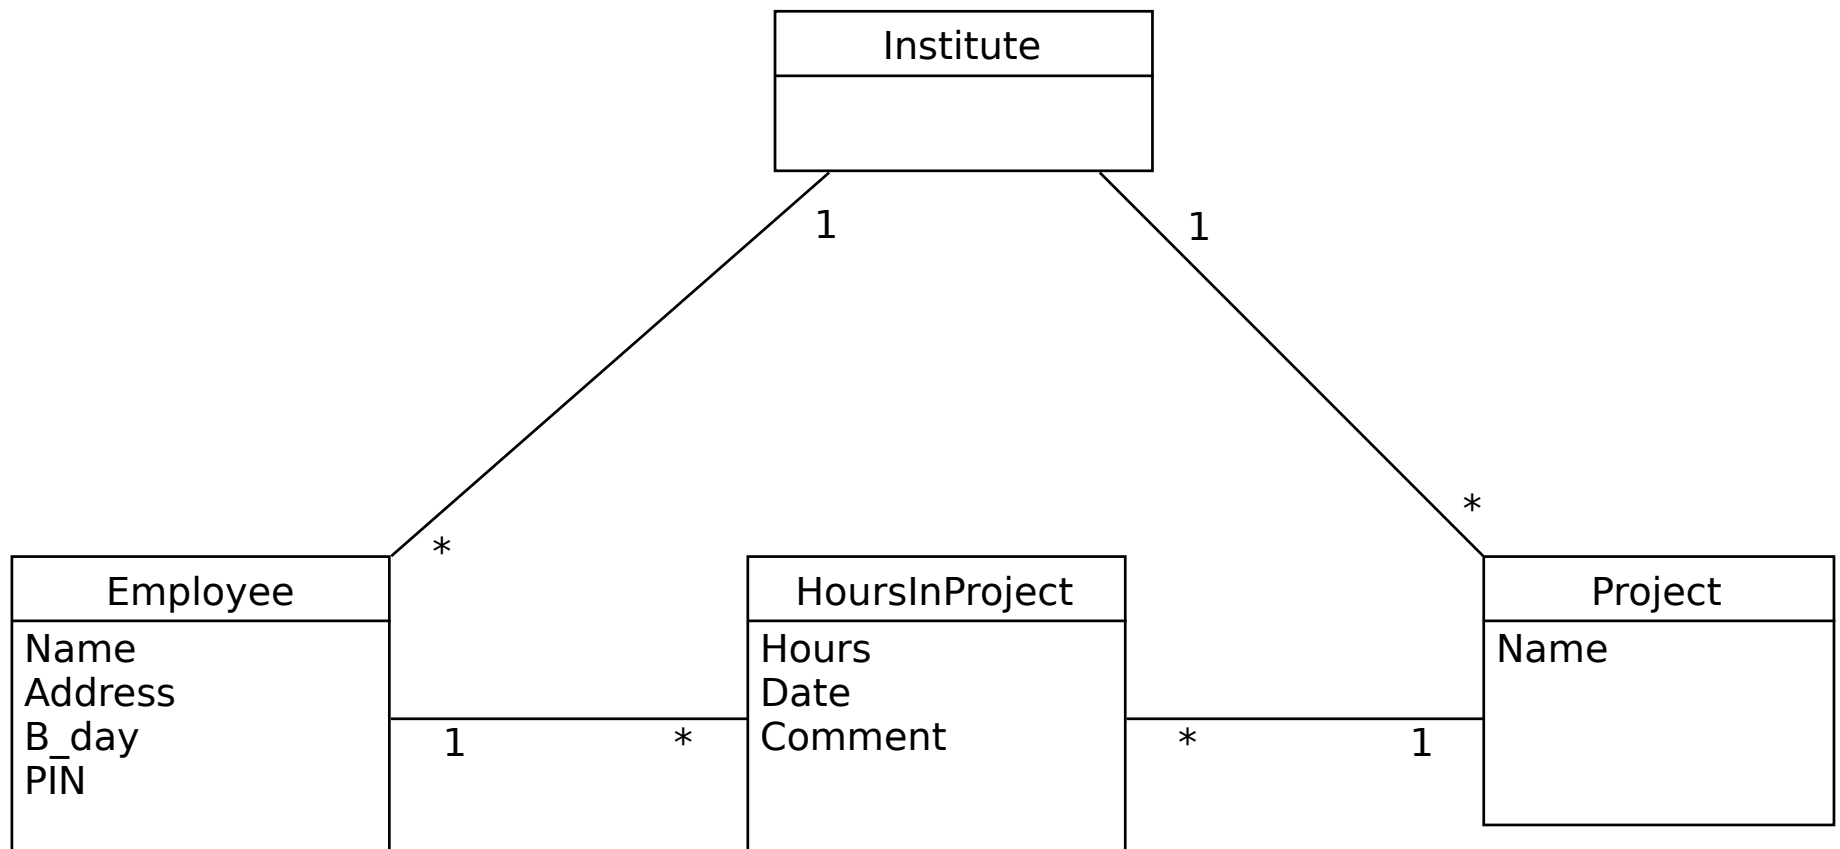 Institute
1
1
*
*
Employee
Name
Address
B_day
PIN
1
*
HoursInProject
Hours
Date
Comment
*
1
Project
Name